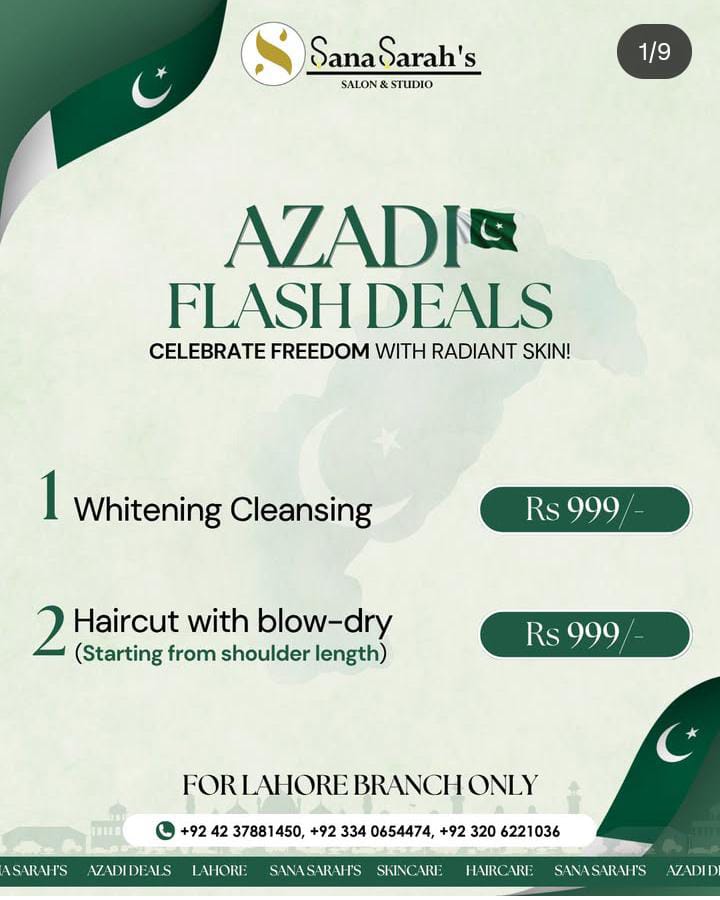 Sana Sarah's
SALON & STUDIO
1/9
AZADI
FLASH DEALS
CELEBRATE FREEDOM WITH RADIANT SKIN!
1 Whitening Cleansing Rs 999/-
2 Haircut with blow-dry Rs 999/-
(Starting from shoulder length)
FOR LAHORE BRANCH ONLY
+92 42 37881450, +92 334 0654474, +92 320 6221036
A SARAH'S AZADI DEALS LAHORE SANA SARAH'S SKINCARE HAIRCARE SANA SARAH'S AZADI D